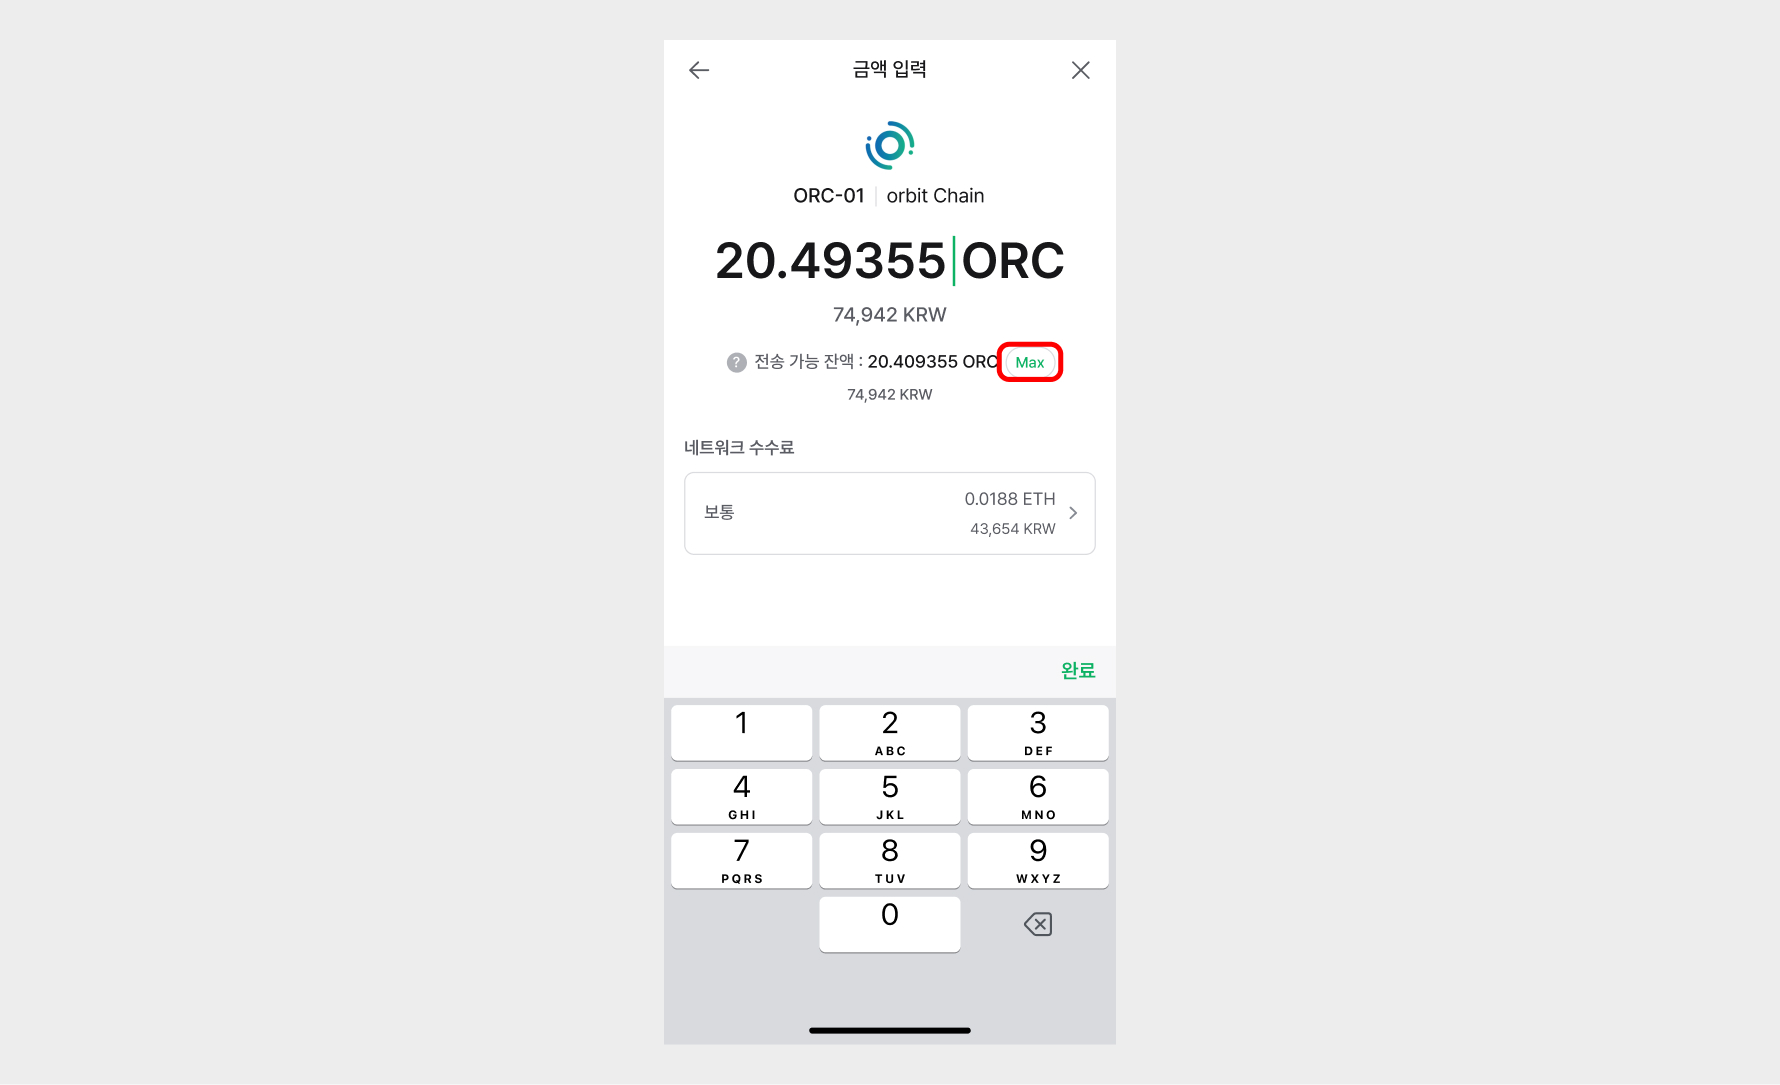 금액 입력
ORC-01 orbit Chain
20.49355 ORC
74,942 KRW
? 전송 가능 잔액 : 20.409355 ORC Max
74,942 KRW
네트워크 수수료
보통
0.0188 ETH
43,654 KRW
완료
1 2 3
ABC DEF
4 5 6
GHI JKL MNO
7 8 9
PQRS TUV WXYZ
0